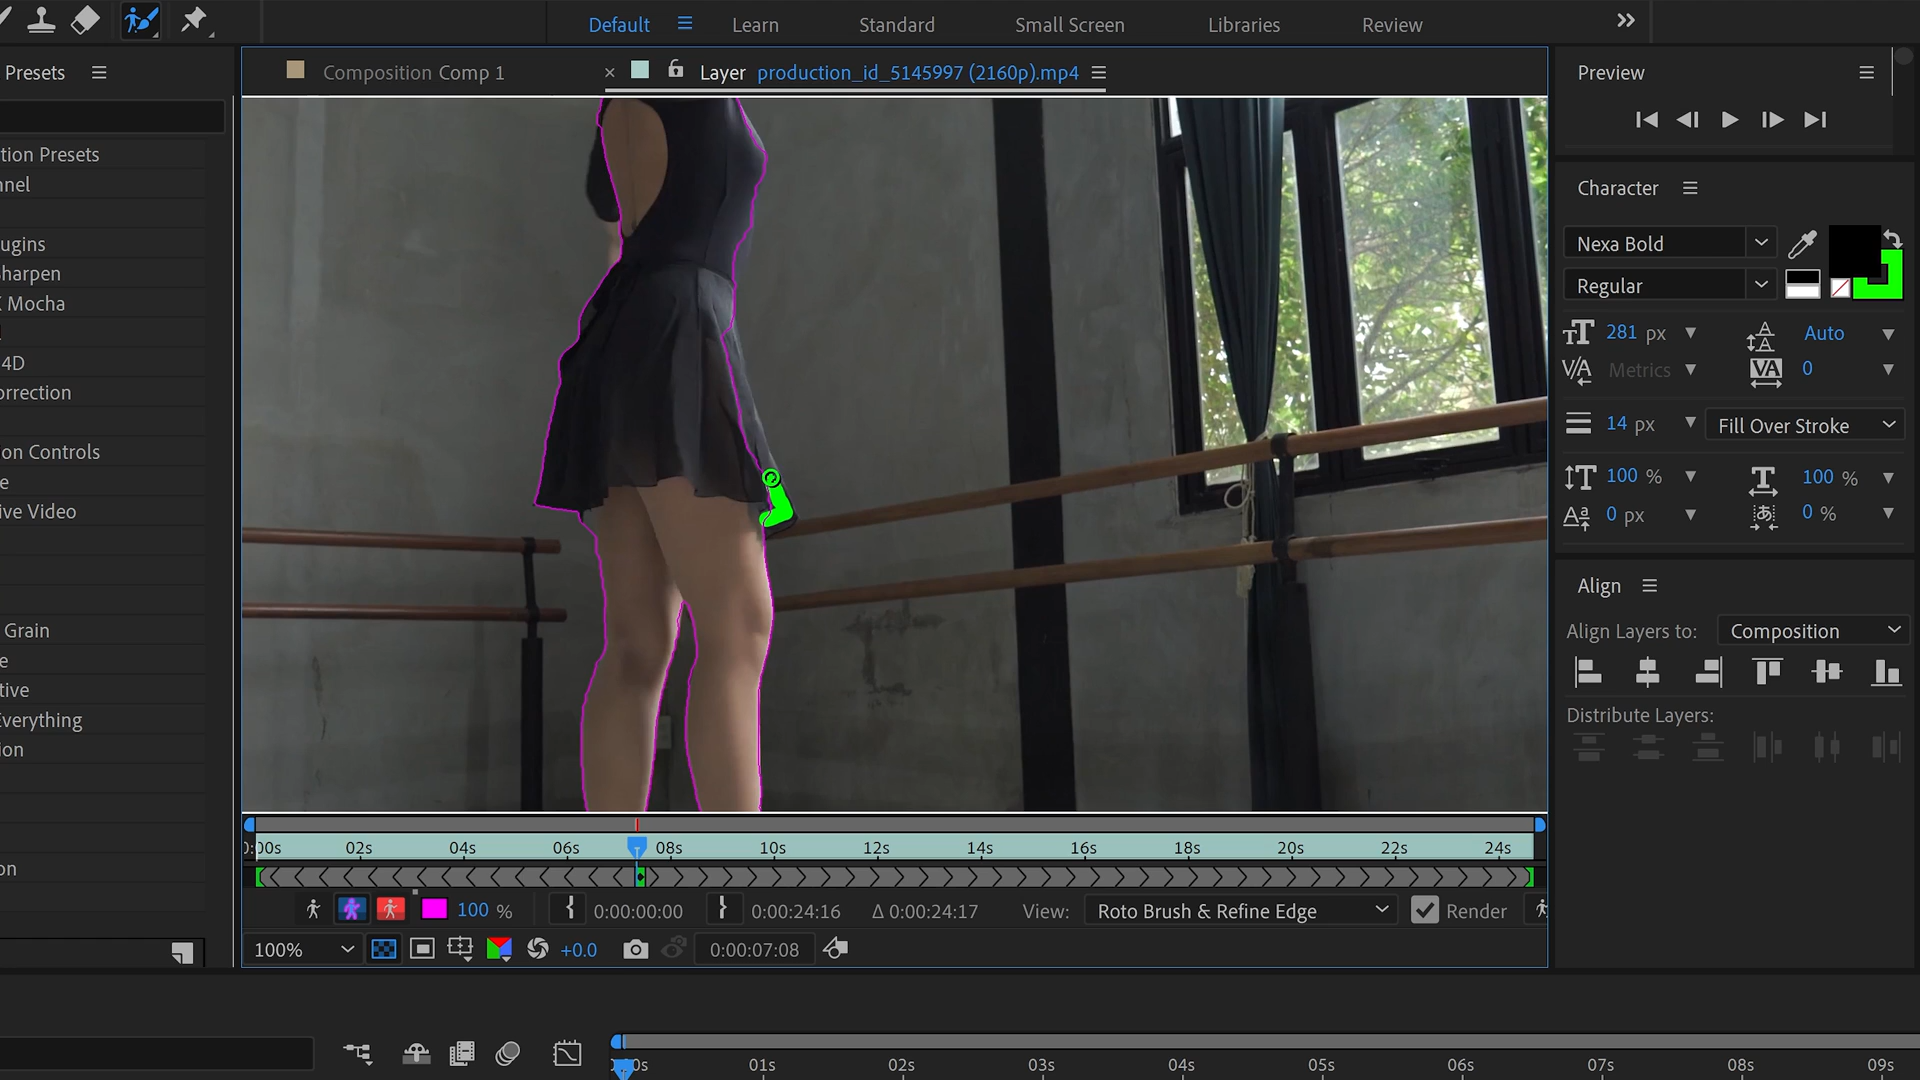 Default
Learn
Standard
Small Screen
Libraries
Review
Presets
Composition Comp 1
Layer production_id_5145997 (2160p).mp4
tion Presets
nnel
ugins
Sharpen
Mocha
4D
orrection
on Controls
e
ive Video
Grain
e
tive
Everything
ion
on
0:00s
02s
04s
06s
08s
10s
12s
14s
16s
18s
20s
22s
24s
100 %
0:00:00:00
0:00:24:16
Δ 0:00:24:17
View:
Roto Brush & Refine Edge
Render
100%
+0.0
0:00:07:08
01s
02s
03s
04s
05s
06s
07s
08s
09s
Preview
Character
Nexa Bold
Regular
281 px
Auto
Metrics
0
14 px
Fill Over Stroke
100 %
100 %
0 px
0 %
Align
Align Layers to:
Composition
Distribute Layers: